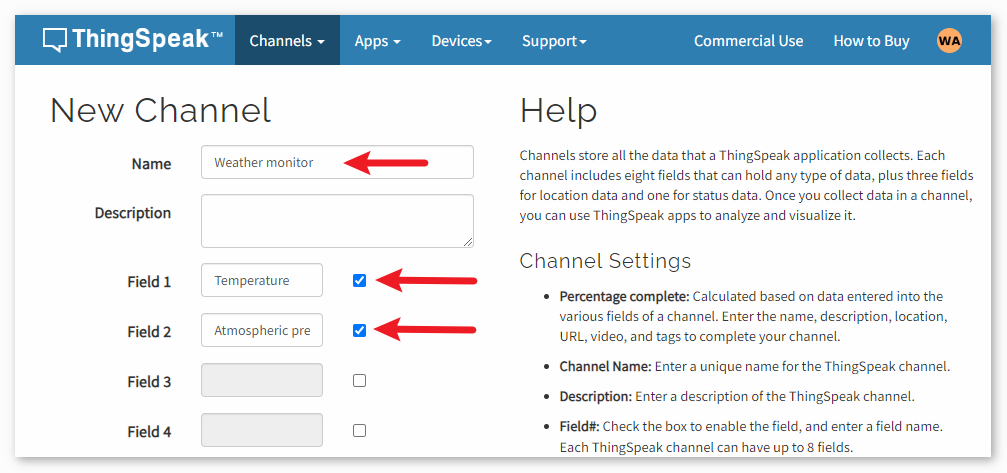 ThingSpeak™ Channels Apps Devices Support Commercial Use How to Buy WA
New Channel
Name Weather monitor
Description
Field 1 Temperature
Field 2 Atmospheric pre
Field 3
Field 4
Help
Channels store all the data that a ThingSpeak application collects. Each
channel includes eight fields that can hold any type of data, plus three fields
for location data and one for status data. Once you collect data in a channel,
you can use ThingSpeak apps to analyze and visualize it.
Channel Settings
• Percentage complete: Calculated based on data entered into the
various fields of a channel. Enter the name, description, location,
URL, video, and tags to complete your channel.
• Channel Name: Enter a unique name for the ThingSpeak channel.
• Description: Enter a description of the ThingSpeak channel.
• Field#: Check the box to enable the field, and enter a field name.
Each ThingSpeak channel can have up to 8 fields.